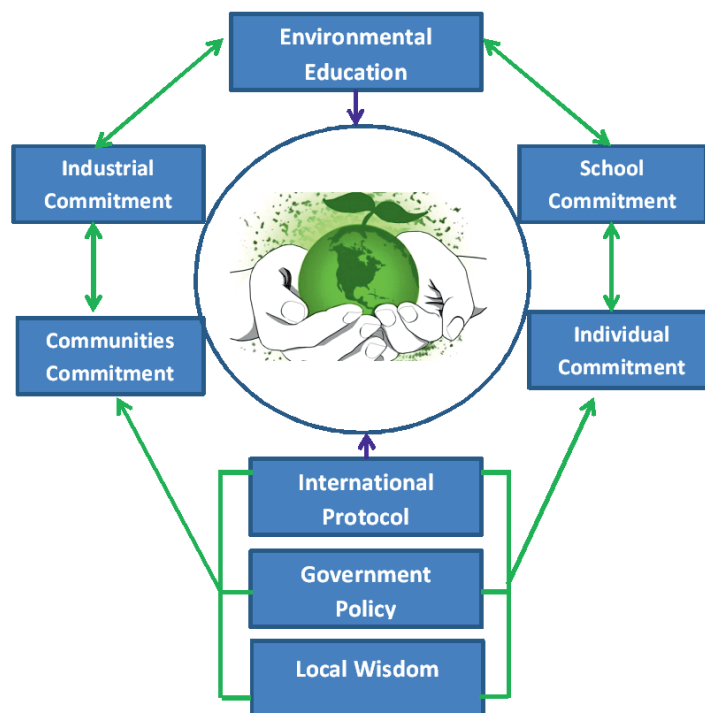 Environmental
Education
Industrial
Commitment
School
Commitment
Communities
Commitment
Individual
Commitment
International
Protocol
Government
Policy
Local Wisdom